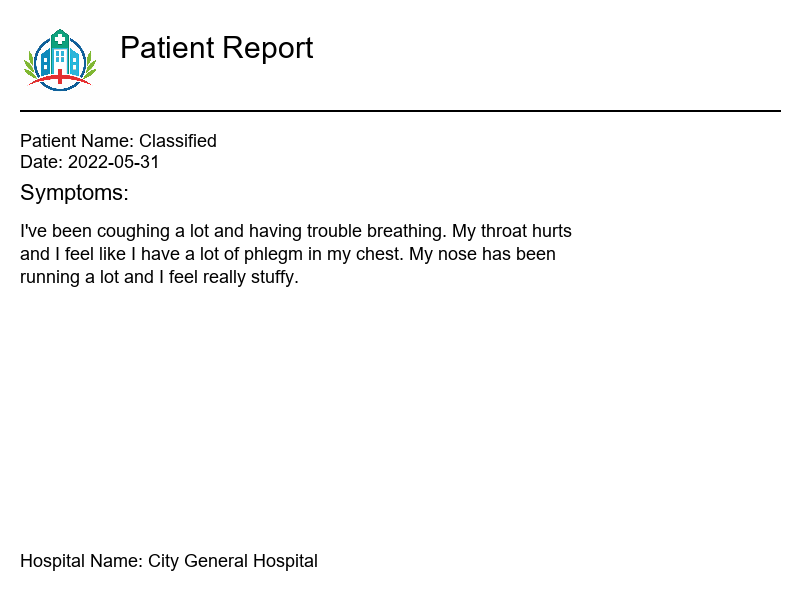 Patient Report
Patient Name: Classified
Date: 2022-05-31
Symptoms:
I've been coughing a lot and having trouble breathing. My throat hurts
and I feel like I have a lot of phlegm in my chest. My nose has been
running a lot and I feel really stuffy.
Hospital Name: City General Hospital